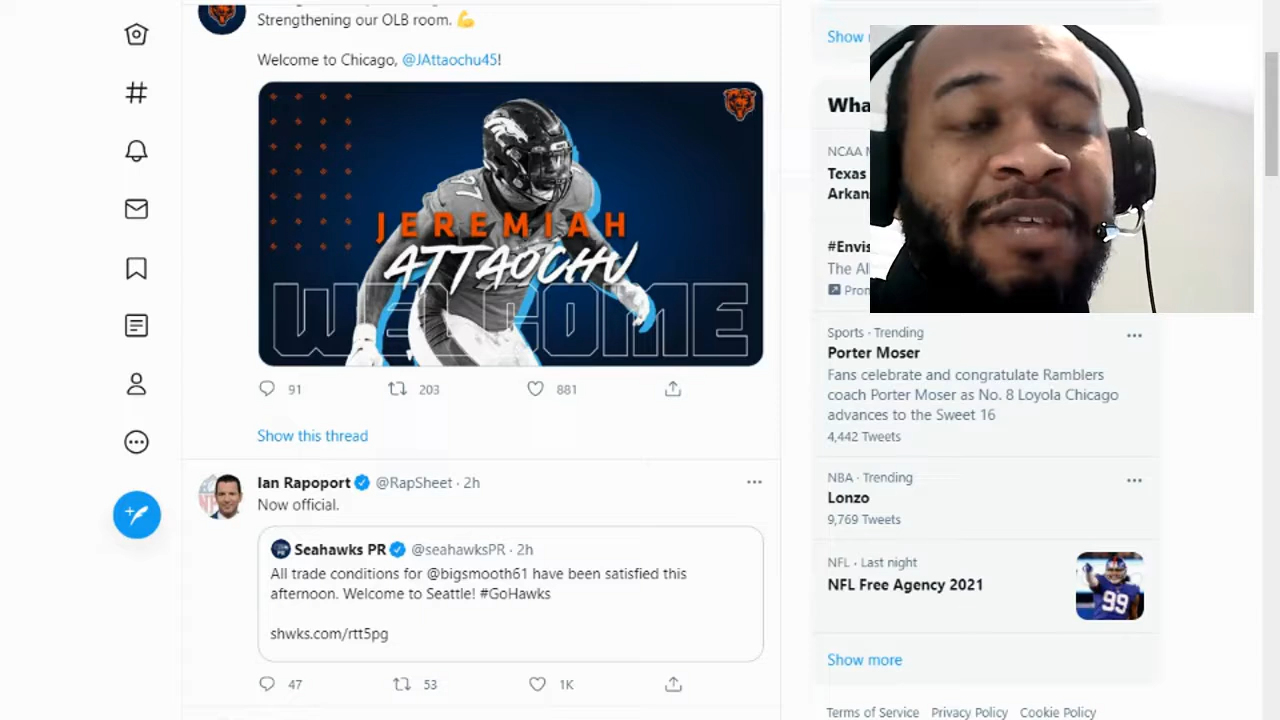 Strengthening our OLB room. 💪
Welcome to Chicago, @JAttaochu45!
97
JEREMIAH
ATTAOCHU
WELCOME
91 203 881
Show this thread
Ian Rapoport @RapSheet · 2h
Now official.
Seahawks PR @seahawksPR · 2h
All trade conditions for @bigsmooth61 have been satisfied this
afternoon. Welcome to Seattle! #GoHawks
shwks.com/rtt5pg
47 53 1K
Show
Wha
NCAA
Texas
Arkan
#Envis
The Al
Pron
Sports · Trending
Porter Moser
Fans celebrate and congratulate Ramblers
coach Porter Moser as No. 8 Loyola Chicago
advances to the Sweet 16
4,442 Tweets
NBA · Trending
Lonzo
9,769 Tweets
NFL · Last night
NFL Free Agency 2021
99
Show more
Terms of Service Privacy Policy Cookie Policy